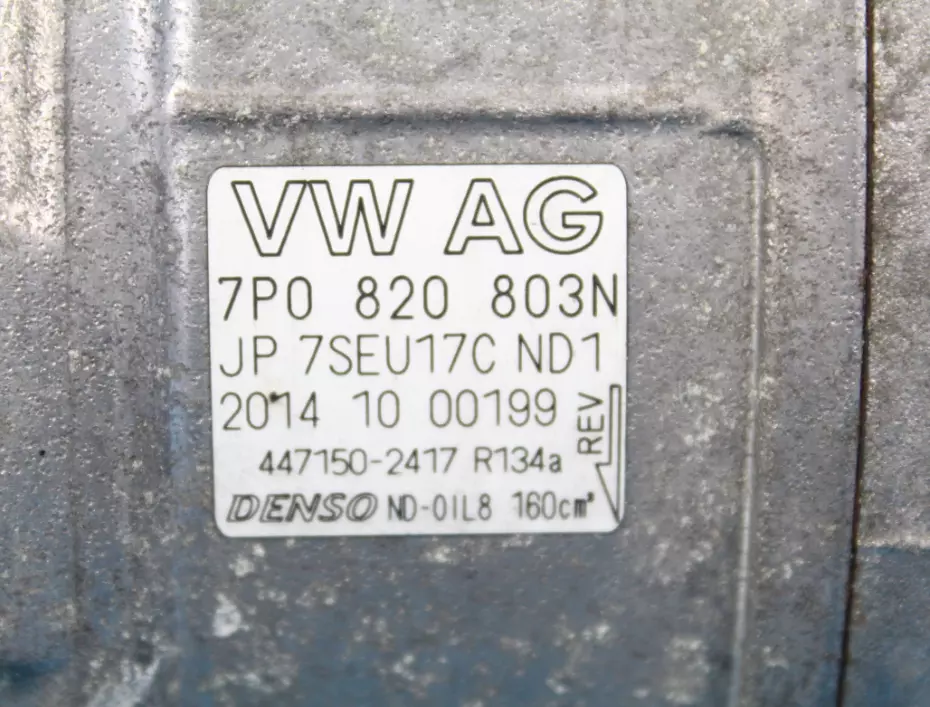 VW AG
7P0 820 803N
JP 7SEU17C ND1
2014 10 00199
REV
447150-2417 R134a
DENSO ND-OIL8 160cm³